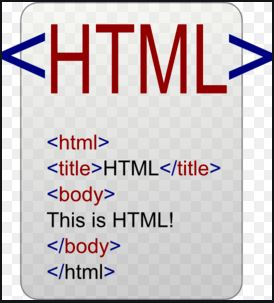 <HTML>
<html>
<title>HTML</title>
<body>
This is HTML!
</body>
</html>